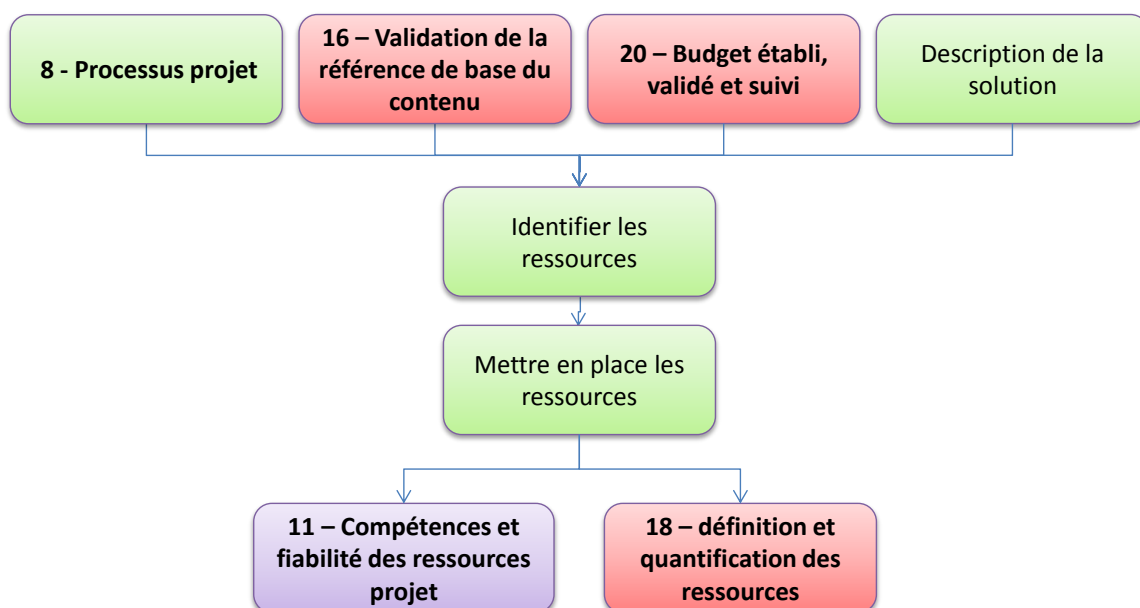 8 - Processus projet
16 – Validation de la
référence de base du
contenu
20 – Budget établi,
validé et suivi
Description de la
solution
Identifier les
ressources
Mettre en place les
ressources
11 – Compétences et
fiabilité des ressources
projet
18 – définition et
quantification des
ressources